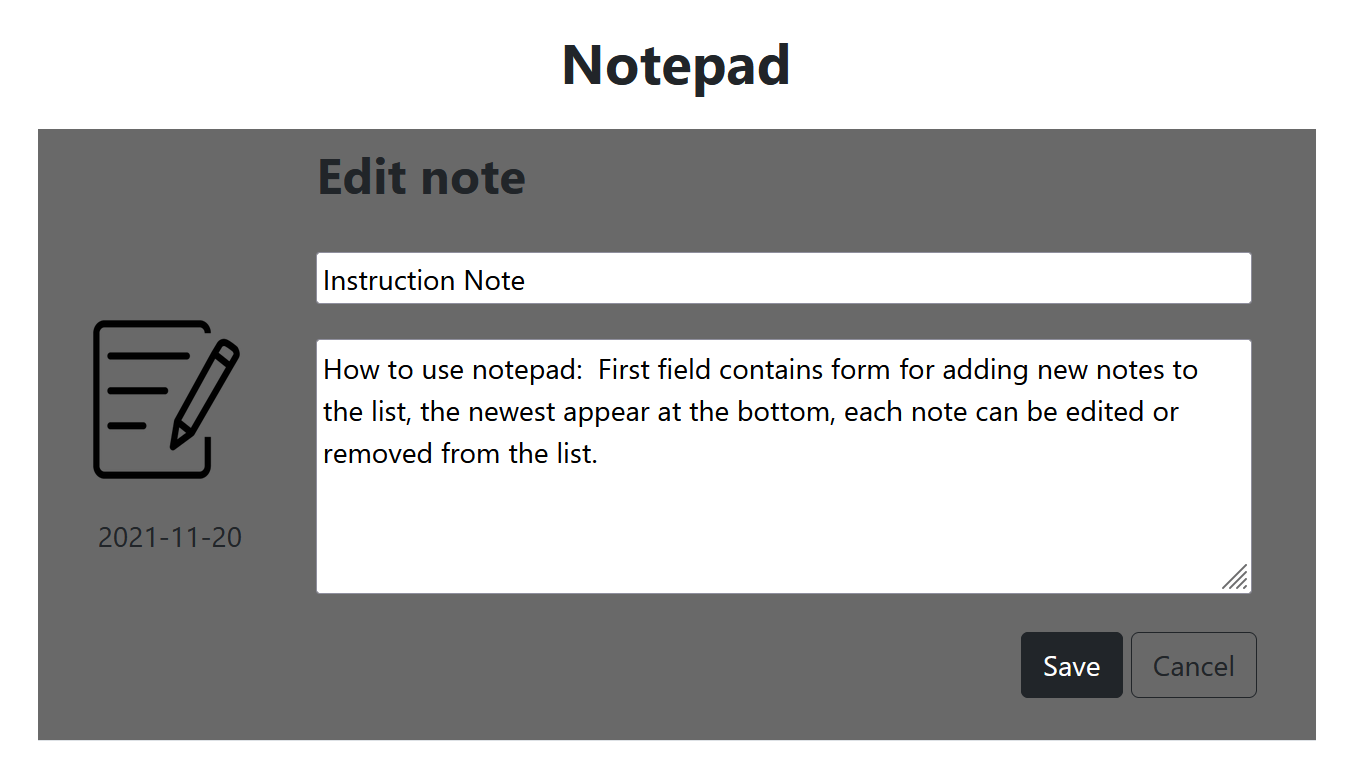 Notepad
Edit note
Instruction Note
How to use notepad:  First field contains form for adding new notes to
the list, the newest appear at the bottom, each note can be edited or
removed from the list.
2021-11-20
Save Cancel